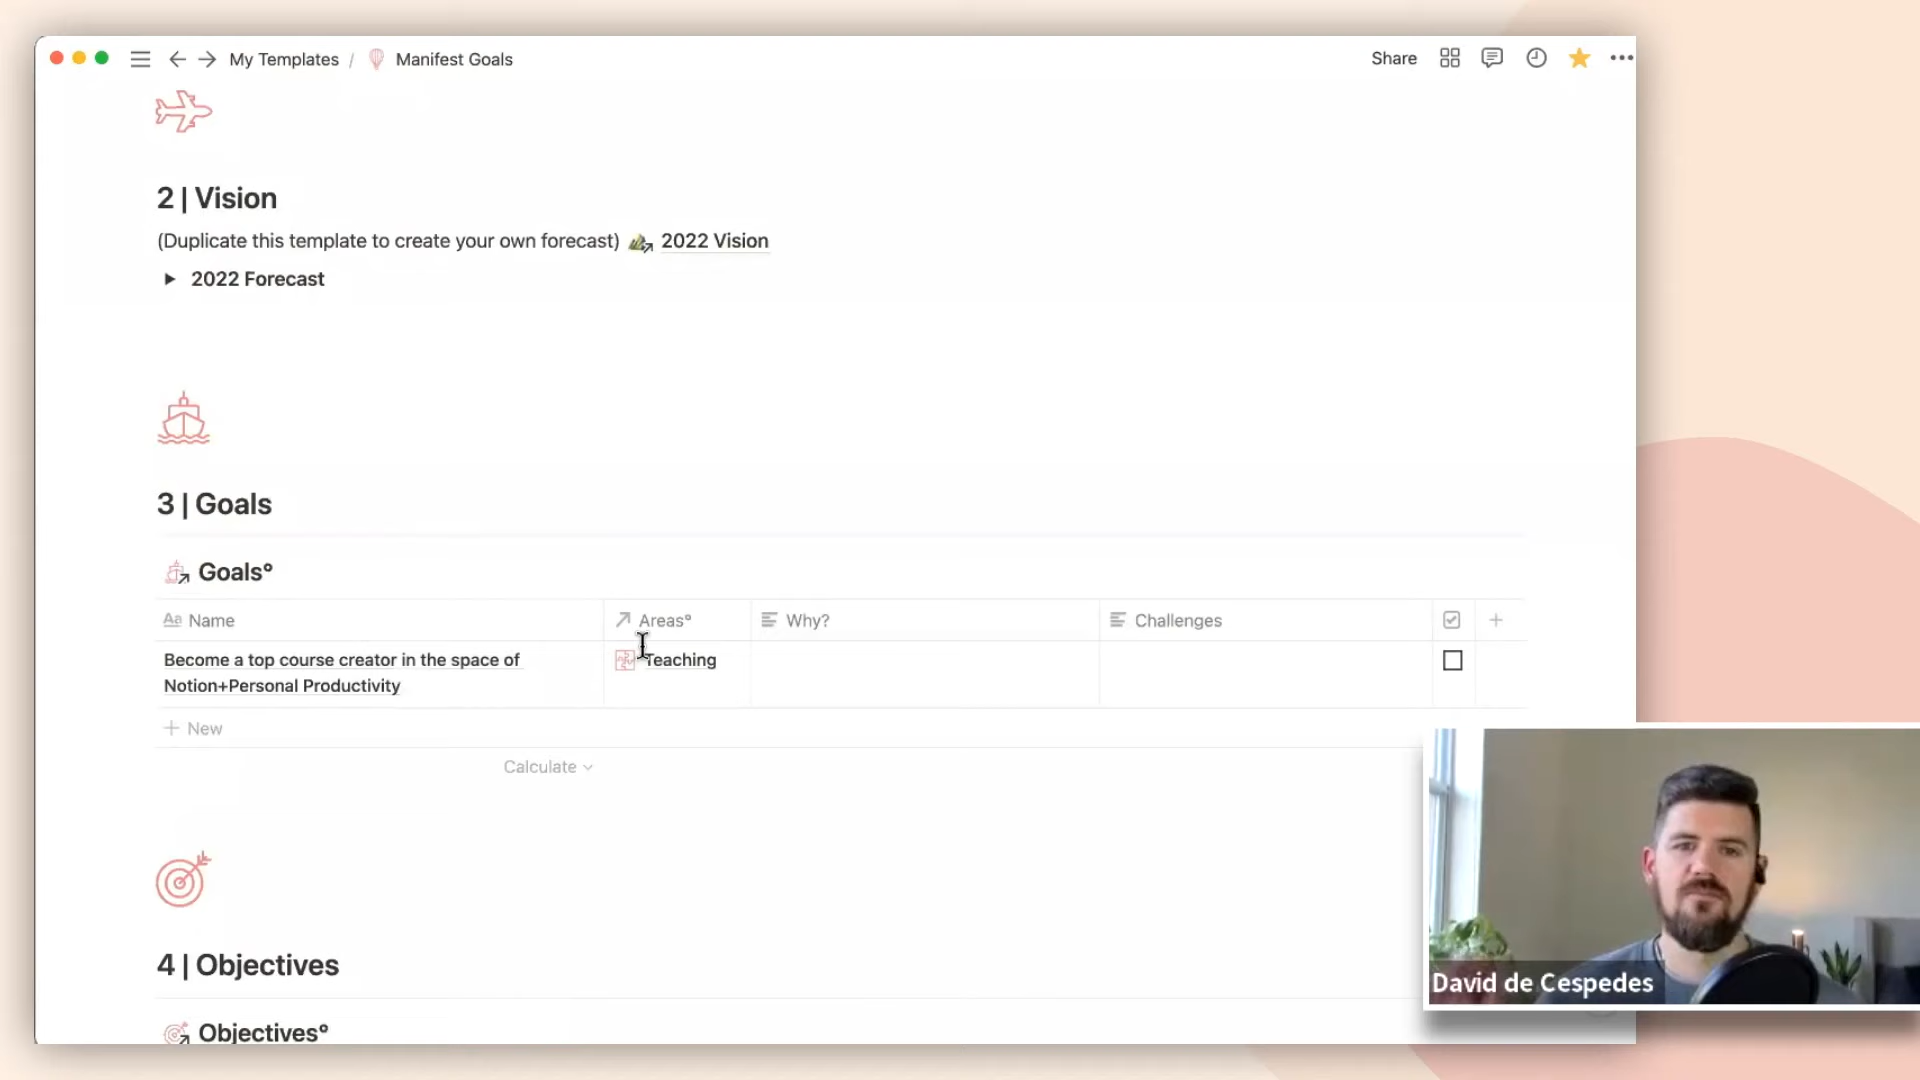 My Templates / Manifest Goals
Share
2 | Vision
(Duplicate this template to create your own forecast) 2022 Vision
2022 Forecast
3 | Goals
Goals°
Aa Name
Areas°
Why?
Challenges
Become a top course creator in the space of
Notion+Personal Productivity
Teaching
New
Calculate
4 | Objectives
Objectives°
David de Cespedes